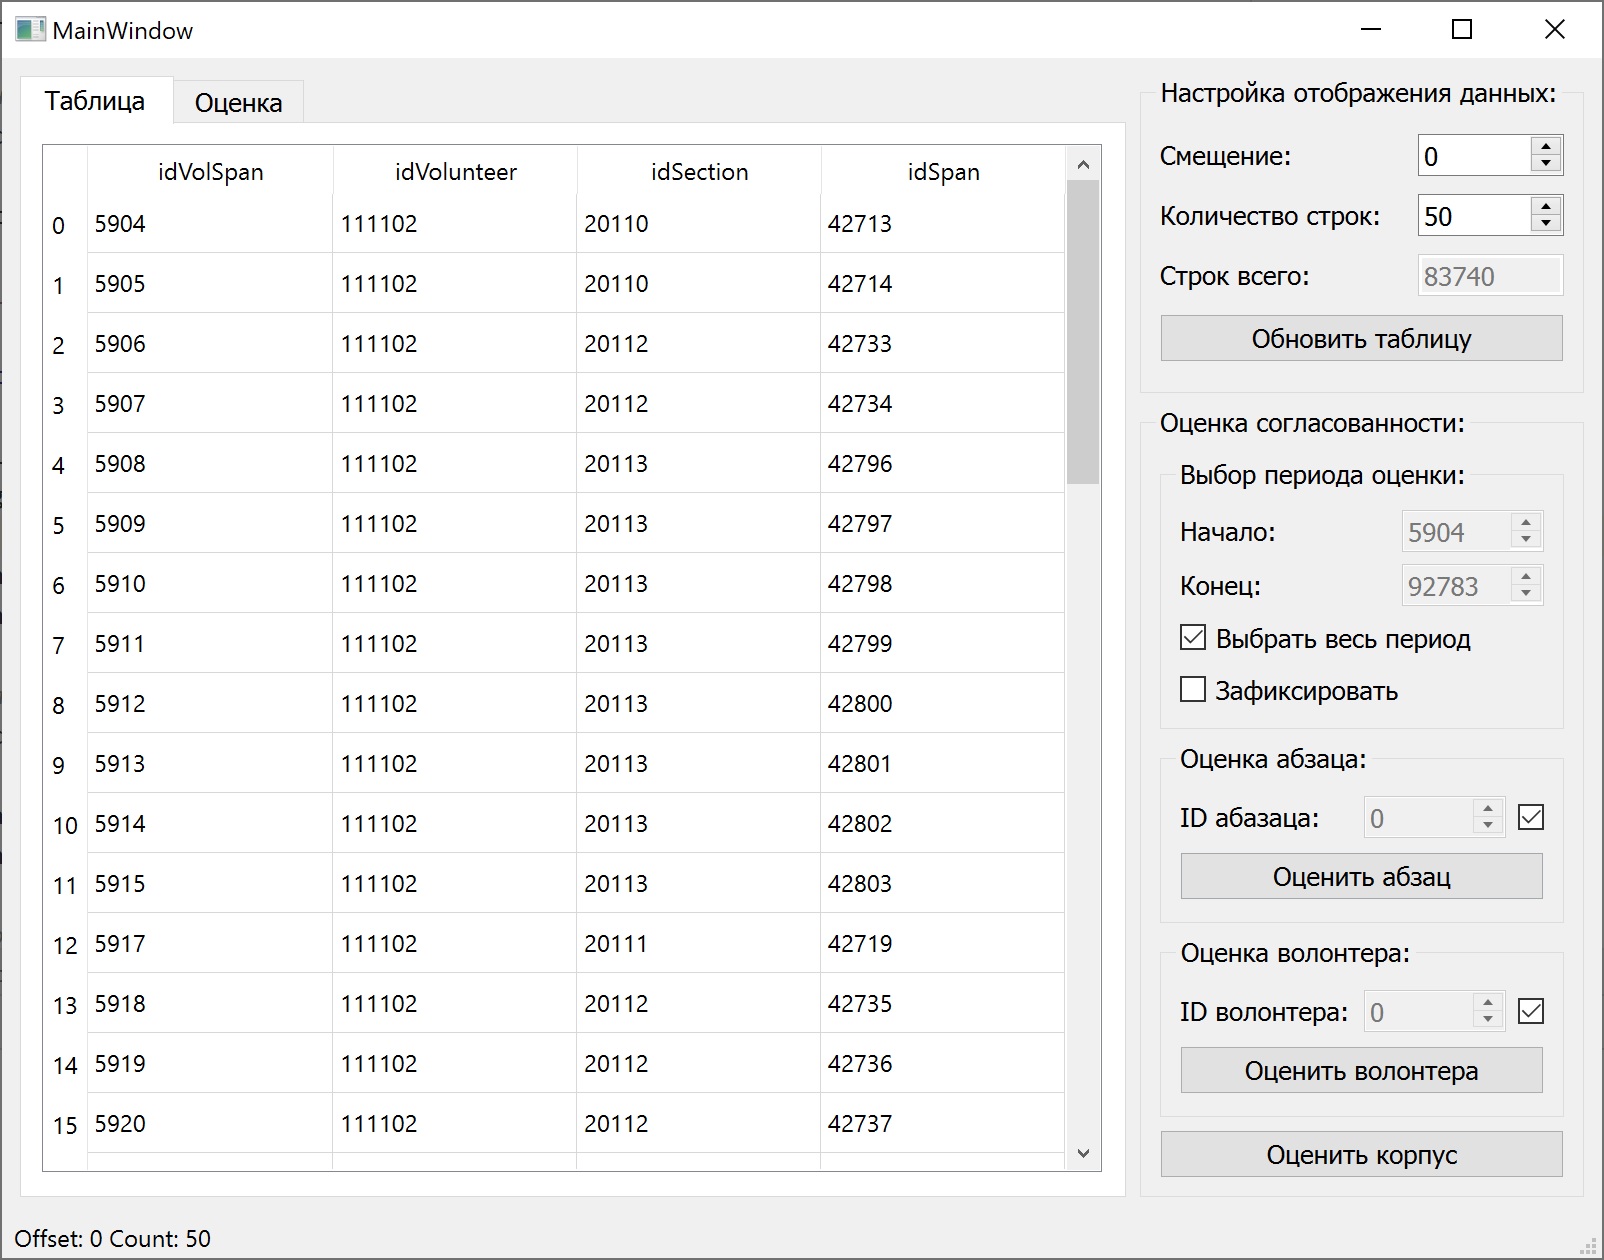 MainWindow
Таблица Оценка
idVolSpan idVolunteer idSection idSpan
0 5904 111102 20110 42713
1 5905 111102 20110 42714
2 5906 111102 20112 42733
3 5907 111102 20112 42734
4 5908 111102 20113 42796
5 5909 111102 20113 42797
6 5910 111102 20113 42798
7 5911 111102 20113 42799
8 5912 111102 20113 42800
9 5913 111102 20113 42801
10 5914 111102 20113 42802
11 5915 111102 20113 42803
12 5917 111102 20111 42719
13 5918 111102 20112 42735
14 5919 111102 20112 42736
15 5920 111102 20112 42737
Настройка отображения данных:
Смещение: 0
Количество строк: 50
Строк всего: 83740
Обновить таблицу
Оценка согласованности:
Выбор периода оценки:
Начало: 5904
Конец: 92783
Выбрать весь период
Зафиксировать
Оценка абзаца:
ID абазаца: 0
Оценить абзац
Оценка волонтера:
ID волонтера: 0
Оценить волонтера
Оценить корпус
Offset: 0 Count: 50